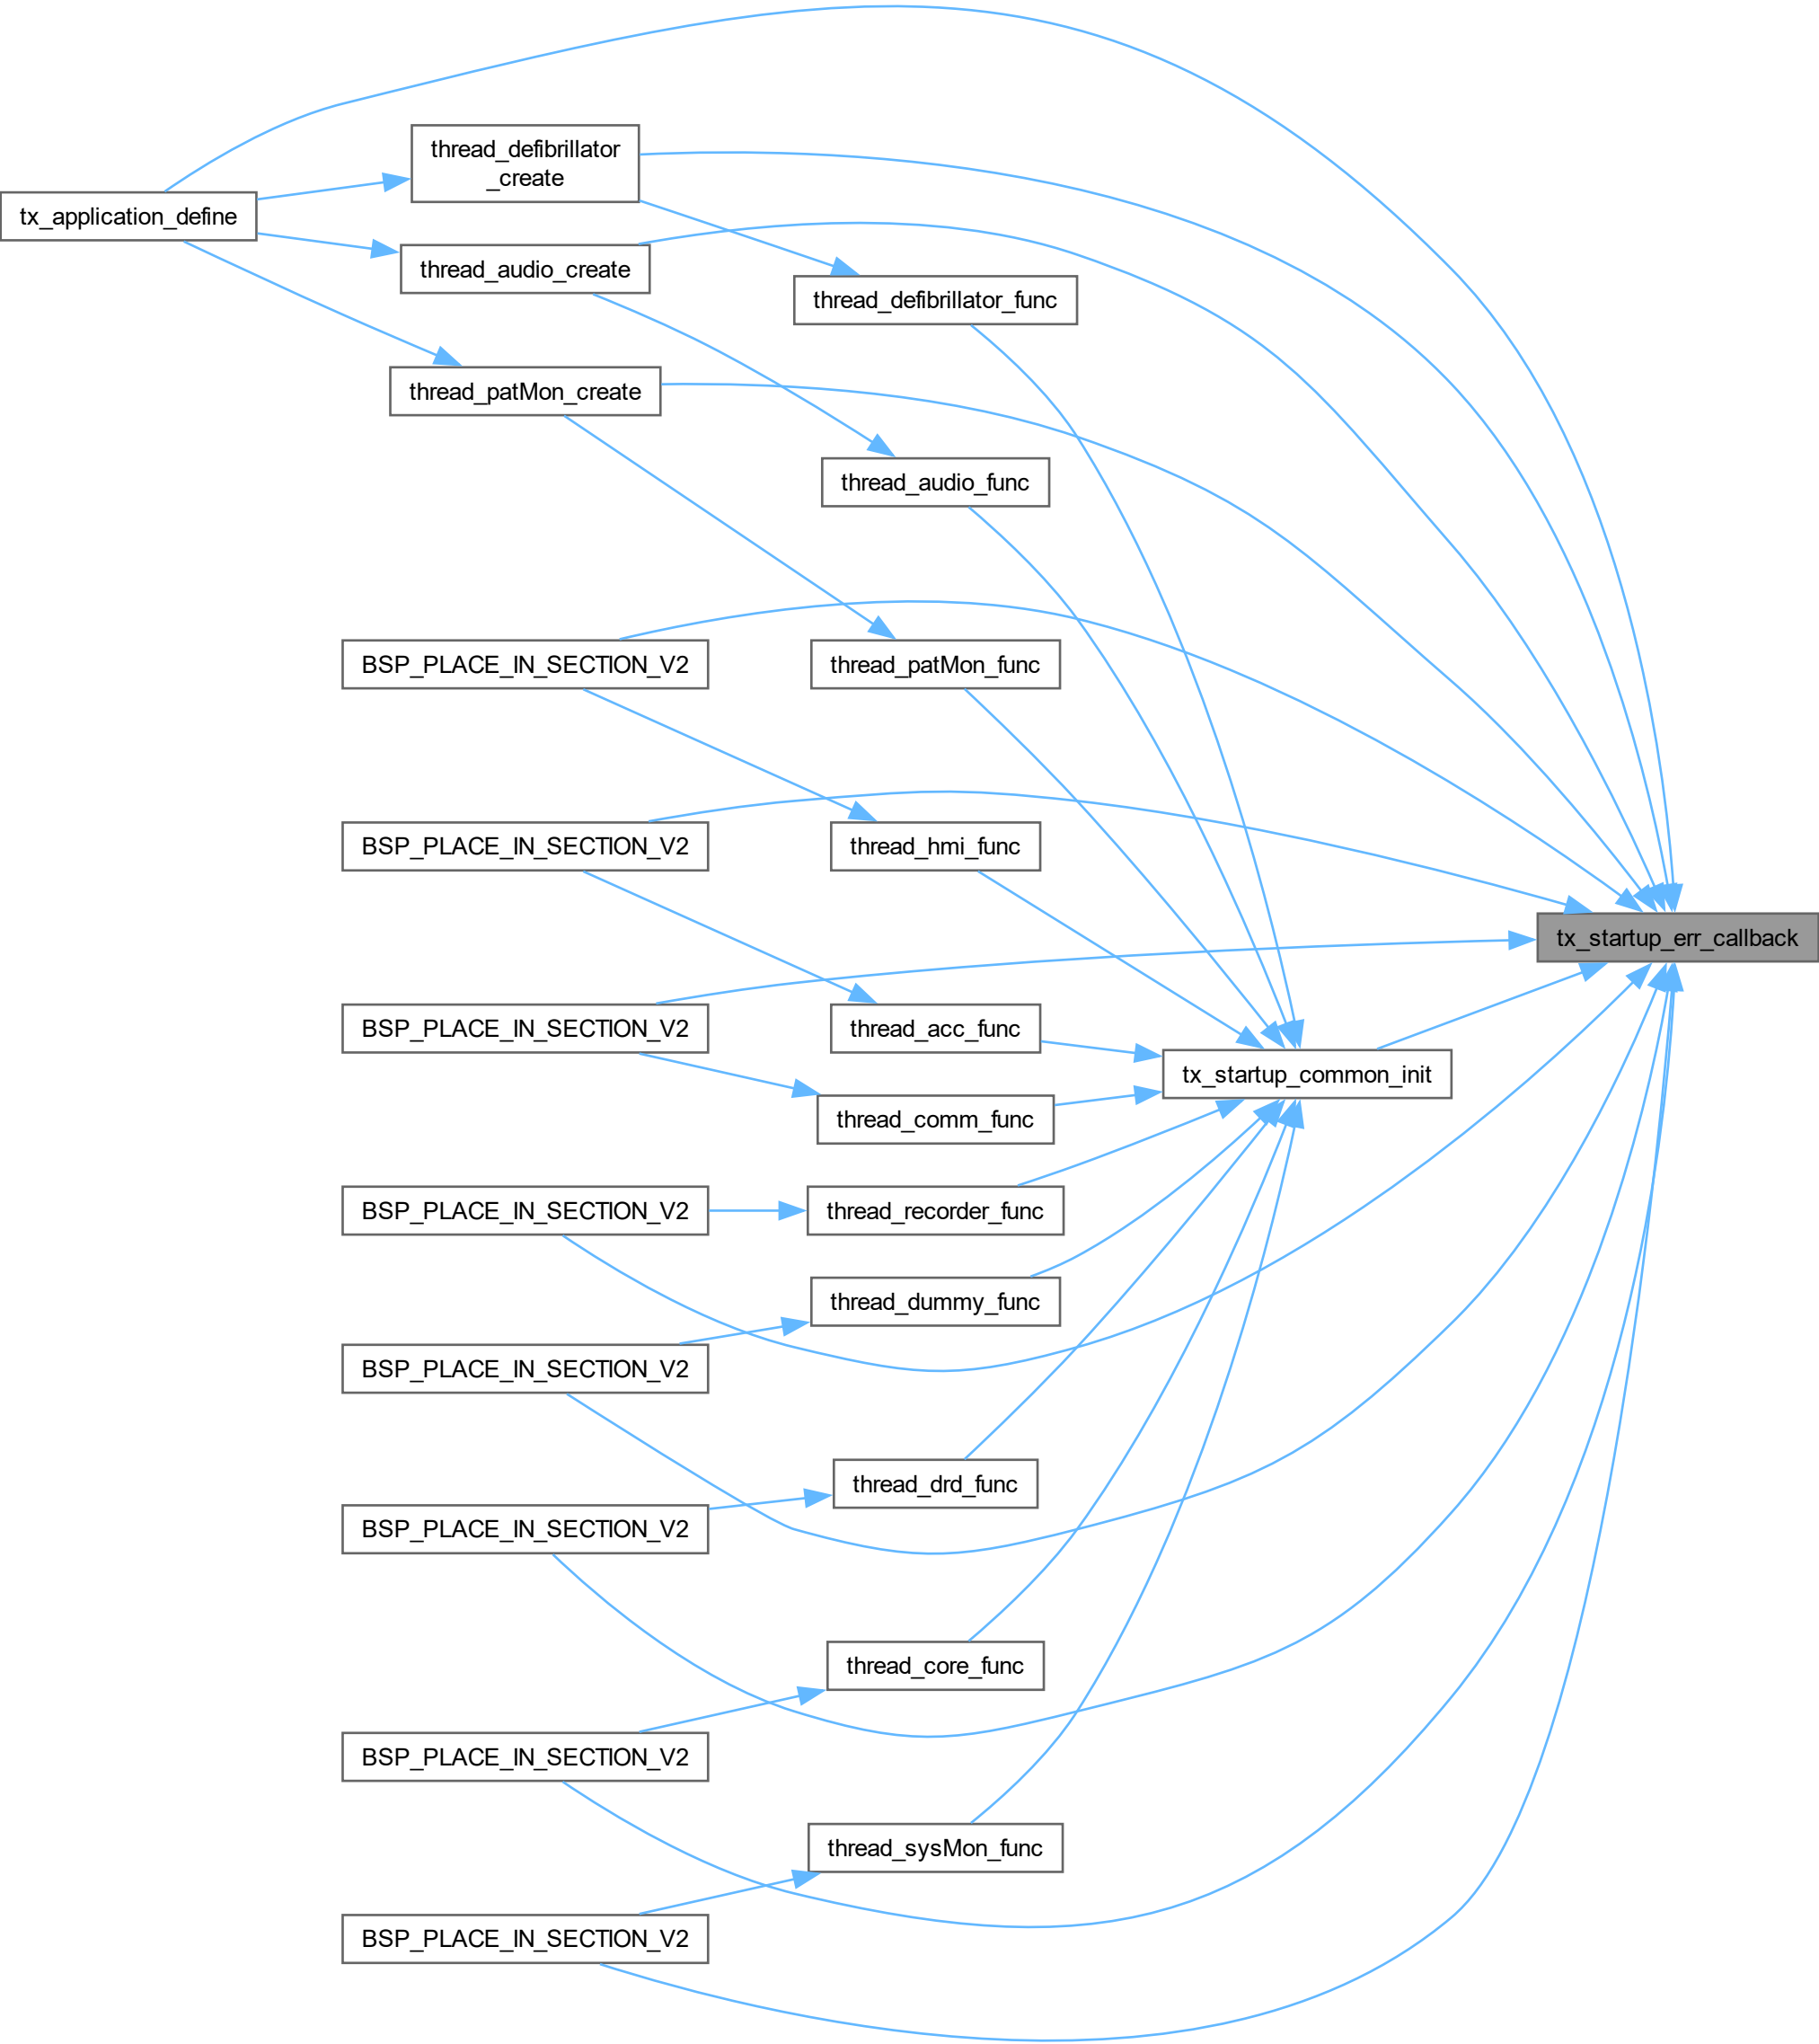 thread_defibrillator
_create
tx_application_define
thread_audio_create
thread_defibrillator_func
thread_patMon_create
thread_audio_func
BSP_PLACE_IN_SECTION_V2
thread_patMon_func
BSP_PLACE_IN_SECTION_V2
thread_hmi_func
tx_startup_err_callback
BSP_PLACE_IN_SECTION_V2
thread_acc_func
tx_startup_common_init
thread_comm_func
BSP_PLACE_IN_SECTION_V2
thread_recorder_func
thread_dummy_func
BSP_PLACE_IN_SECTION_V2
thread_drd_func
BSP_PLACE_IN_SECTION_V2
thread_core_func
BSP_PLACE_IN_SECTION_V2
thread_sysMon_func
BSP_PLACE_IN_SECTION_V2